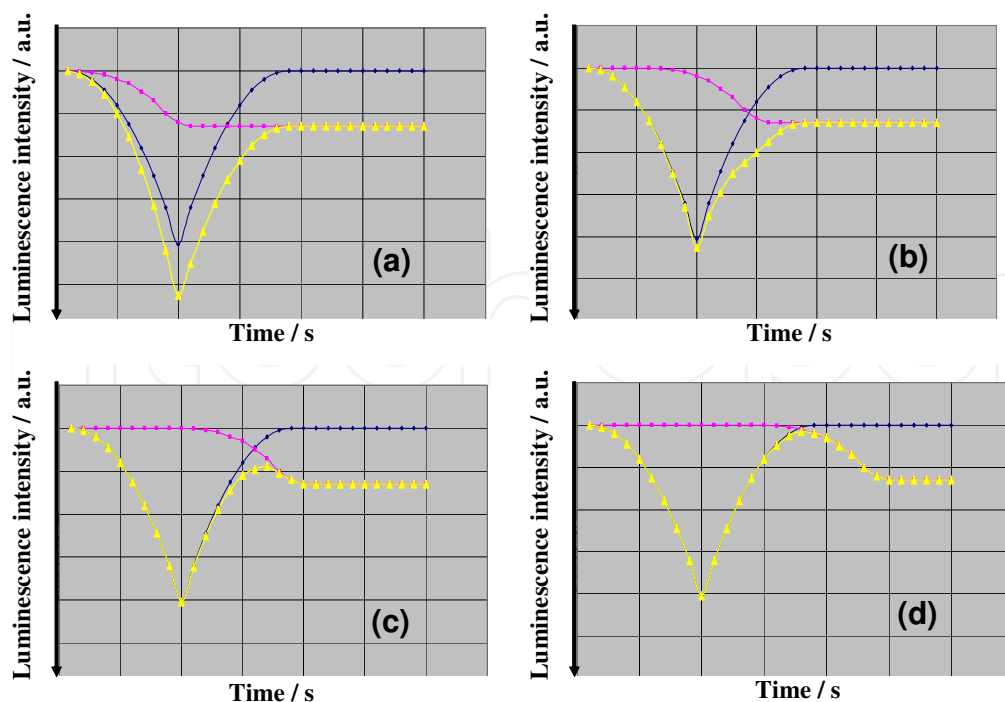 Luminescence intensity / a.u.
(a)
Time / s
Luminescence intensity / a.u.
(b)
Time / s
Luminescence intensity / a.u.
(c)
Time / s
Luminescence intensity / a.u.
(d)
Time / s